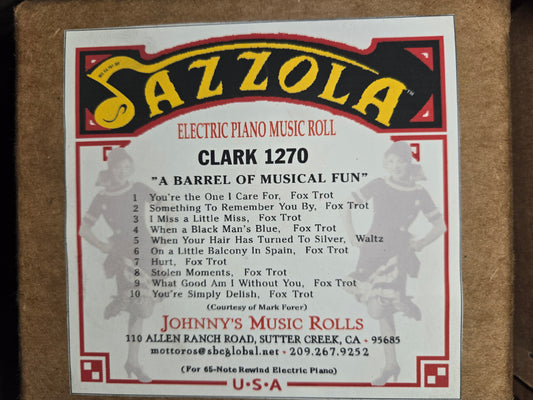 JAZZOLA™
ELECTRIC PIANO MUSIC ROLL
CLARK 1270
"A BARREL OF MUSICAL FUN"
1 You're the One I Care For, Fox Trot
2 Something To Remember You By, Fox Trot
3 I Miss a Little Miss, Fox Trot
4 When a Black Man's Blue, Fox Trot
5 When Your Hair Has Turned To Silver, Waltz
6 On a Little Balcony In Spain, Fox Trot
7 Hurt, Fox Trot
8 Stolen Moments, Fox Trot
9 What Good Am I Without You, Fox Trot
10 You're Simply Delish, Fox Trot
(Courtesy of Mark Forer)
JOHNNY'S MUSIC ROLLS
110 ALLEN RANCH ROAD, SUTTER CREEK, CA • 95685
mottoros@sbcglobal.net • 209.267.9252
(For 65-Note Rewind Electric Piano)
U·S·A